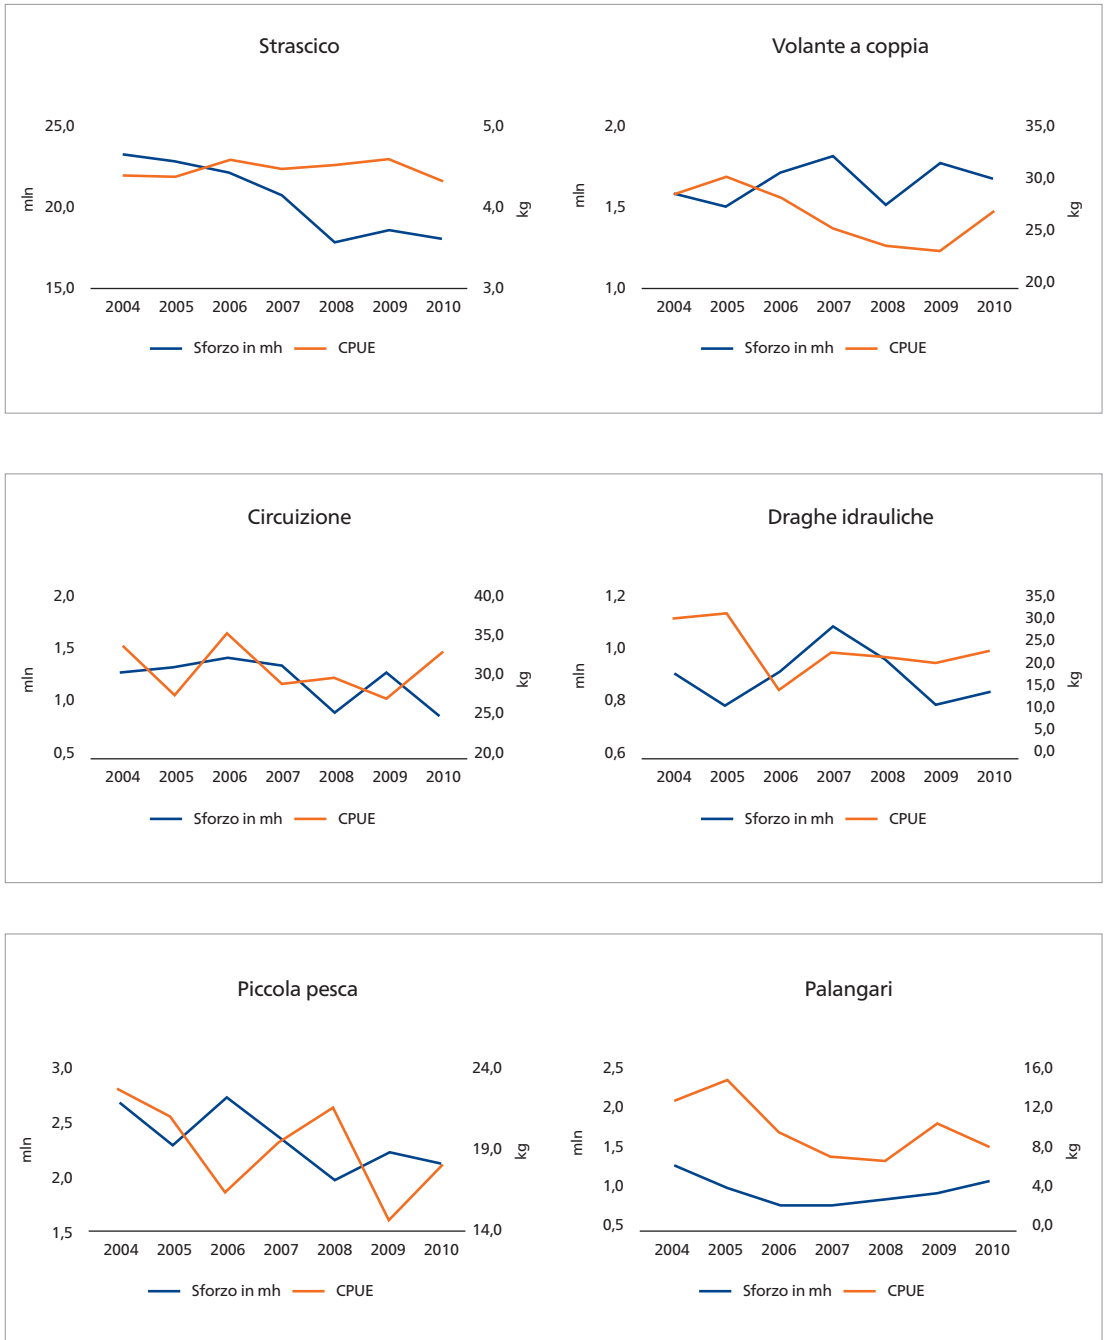 Strascico
25,0
20,0
15,0
mln
5,0
4,0
3,0
kg
2004 2005 2006 2007 2008 2009 2010
Sforzo in mh CPUE
Volante a coppia
2,0
1,5
1,0
mln
35,0
30,0
25,0
20,0
kg
2004 2005 2006 2007 2008 2009 2010
Sforzo in mh CPUE
Circuizione
2,0
1,5
1,0
0,5
mln
40,0
35,0
30,0
25,0
20,0
kg
2004 2005 2006 2007 2008 2009 2010
Sforzo in mh CPUE
Draghe idrauliche
1,2
1,0
0,8
0,6
mln
35,0
30,0
25,0
20,0
15,0
10,0
5,0
0,0
kg
2004 2005 2006 2007 2008 2009 2010
Sforzo in mh CPUE
Piccola pesca
3,0
2,5
2,0
1,5
mln
24,0
19,0
14,0
kg
2004 2005 2006 2007 2008 2009 2010
Sforzo in mh CPUE
Palangari
2,5
2,0
1,5
1,0
0,5
mln
16,0
12,0
8,0
4,0
0,0
kg
2004 2005 2006 2007 2008 2009 2010
Sforzo in mh CPUE